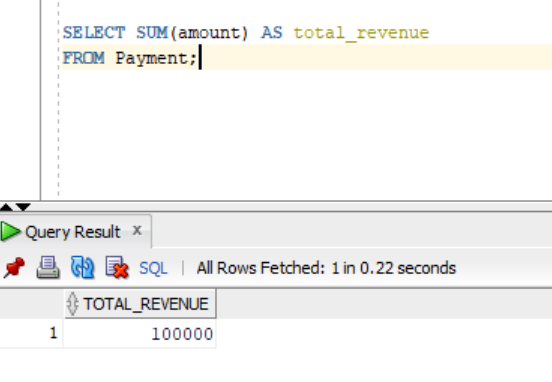 SELECT SUM(amount) AS total_revenue
FROM Payment;
Query Result x
SQL | All Rows Fetched: 1 in 0.22 seconds
TOTAL_REVENUE
1 100000